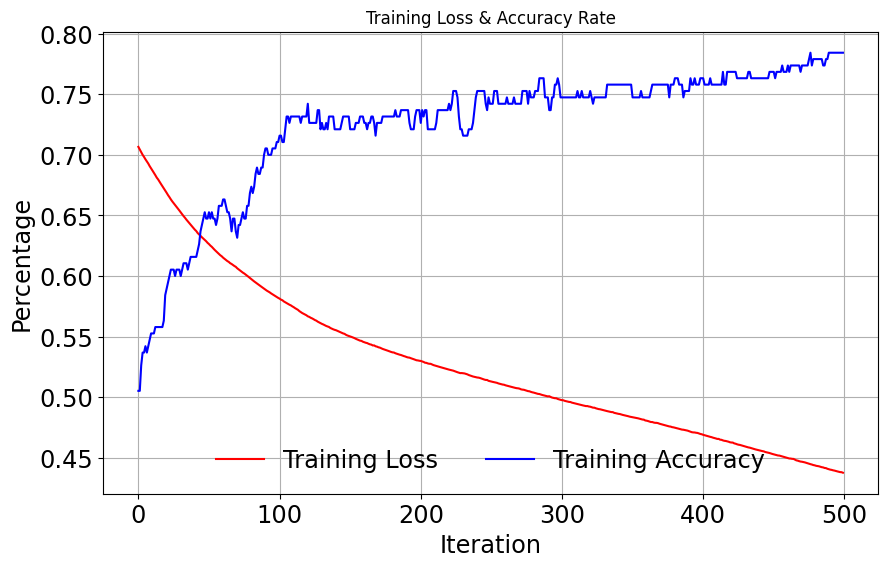 Training Loss & Accuracy Rate
0.80
0.75
0.70
0.65
0.60
0.55
0.50
0.45
Percentage
Training Loss Training Accuracy
0 100 200 300 400 500
Iteration